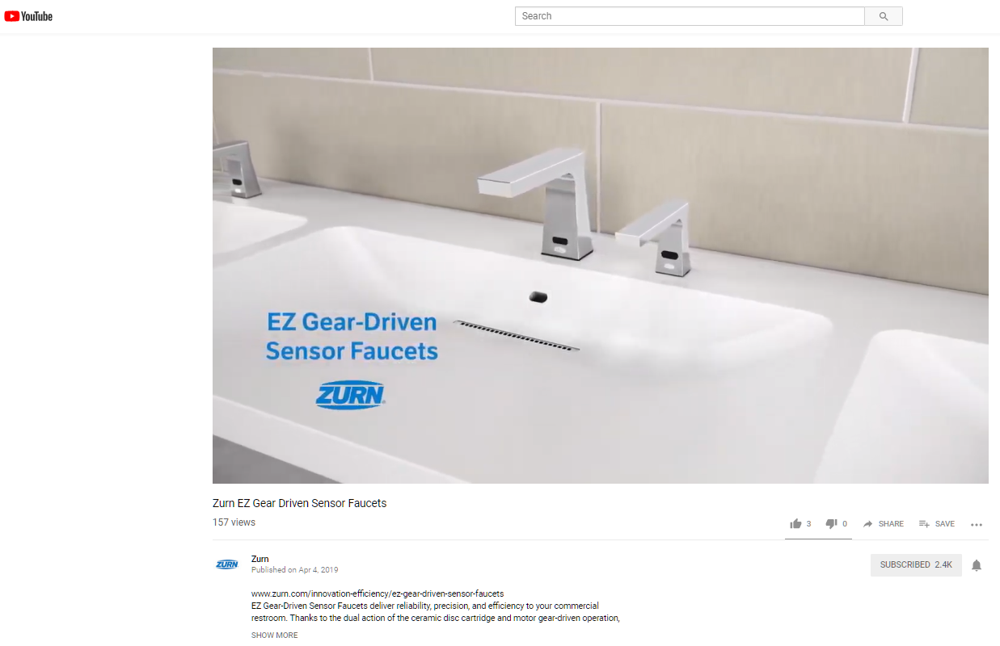 YouTube
Search
EZ Gear-Driven
Sensor Faucets
ZURN
Zurn EZ Gear Driven Sensor Faucets
157 views
3 0 SHARE SAVE
ZURN
Zurn
Published on Apr 4, 2019
SUBSCRIBED 2.4K
www.zurn.com/innovation-efficiency/ez-gear-driven-sensor-faucets
EZ Gear-Driven Sensor Faucets deliver reliability, precision, and efficiency to your commercial
restroom. Thanks to the dual action of the ceramic disc cartridge and motor gear-driven operation,
SHOW MORE